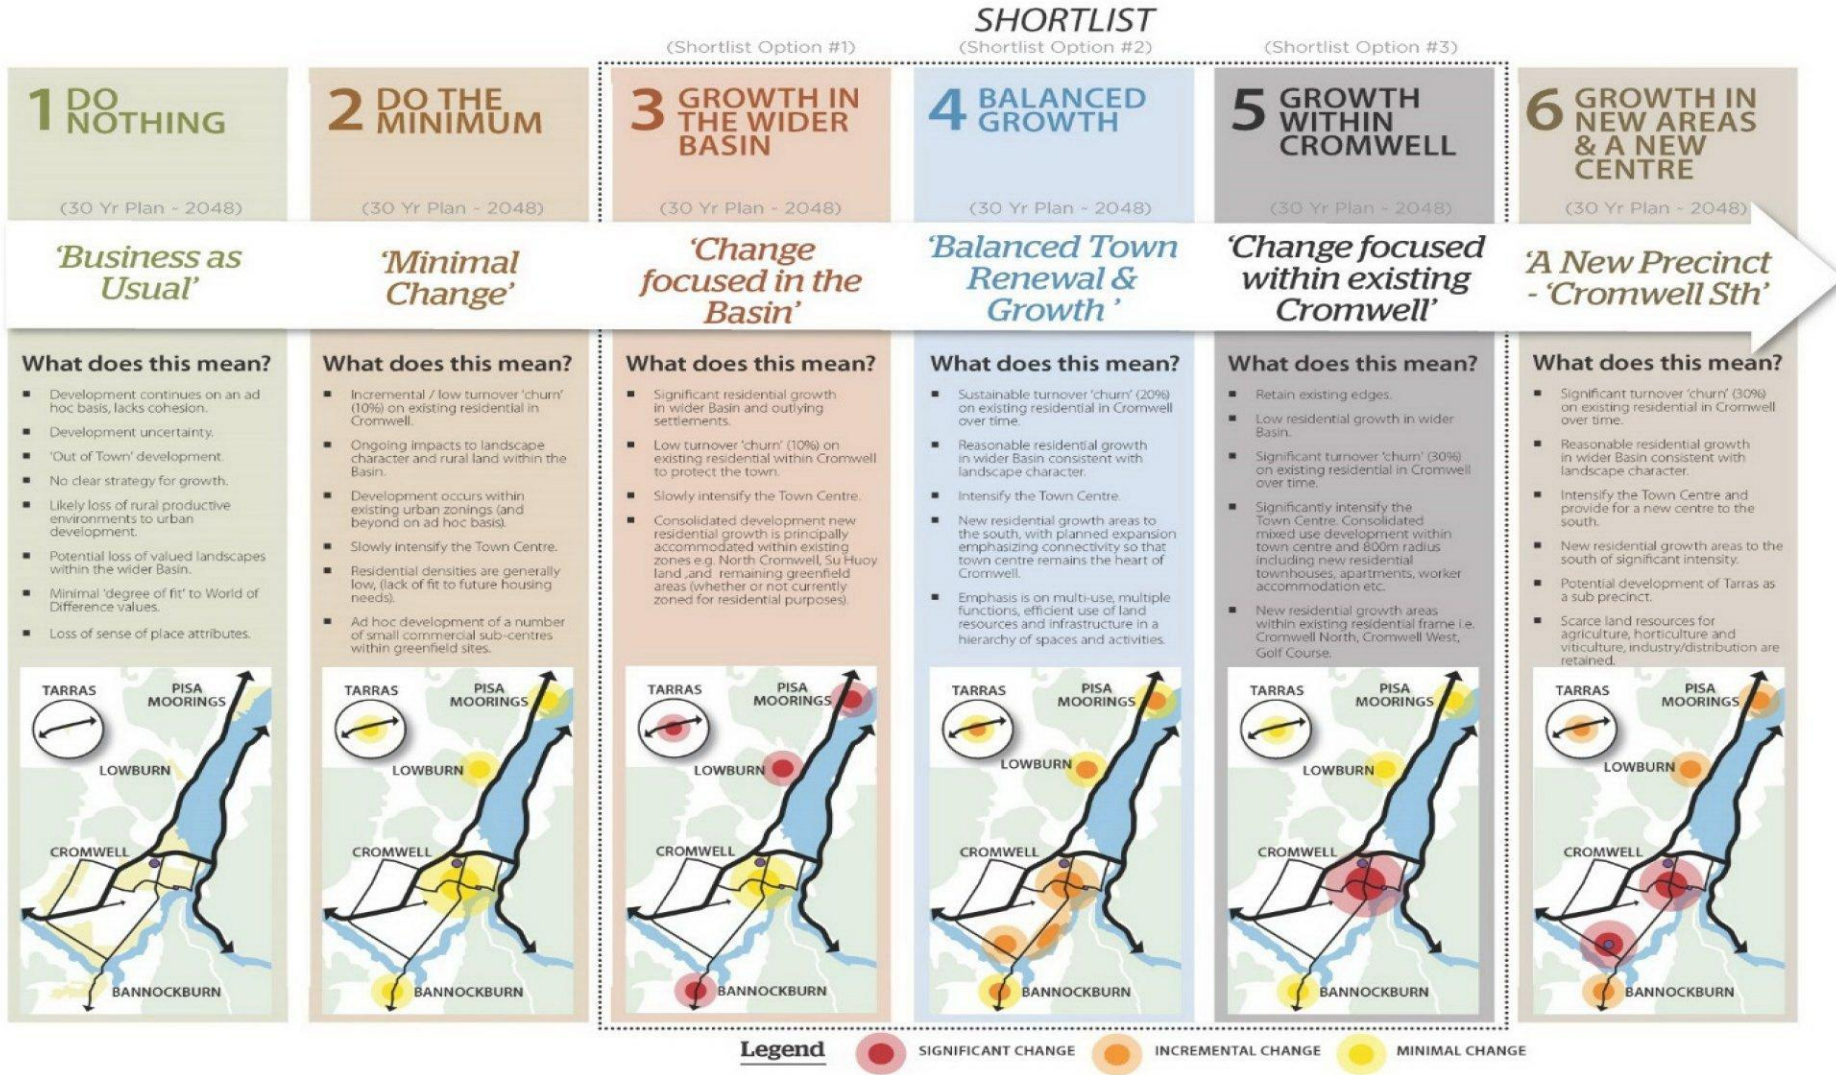 SHORTLIST
(Shortlist Option #1)
(Shortlist Option #2)
(Shortlist Option #3)
1 DO
NOTHING
(30 Yr Plan - 2048)
‘Business as
Usual’
What does this mean?
▪ Development continues on an ad
hoc basis, lacks cohesion.
▪ Development uncertainty.
▪ ‘Out of Town’ development.
▪ No clear strategy for growth.
▪ Likely loss of rural productive
environments to urban
development.
▪ Potential loss of valued landscapes
within the wider Basin.
▪ Minimal ‘degree of fit’ to World of
Difference values.
▪ Loss of sense of place attributes.
TARRAS
PISA
MOORINGS
LOWBURN
CROMWELL
BANNOCKBURN
2 DO THE
MINIMUM
(30 Yr Plan - 2048)
‘Minimal
Change’
What does this mean?
▪ Incremental / low turnover ‘churn’
(10%) on existing residential in
Cromwell.
▪ Ongoing impacts to landscape
character and rural land within the
Basin.
▪ Development occurs within
existing urban zonings (and
beyond on ad hoc basis).
▪ Slowly intensify the Town Centre.
▪ Residential densities are generally
low, (lack of fit to future housing
needs).
▪ Ad hoc development of a number
of small commercial sub-centres
within greenfield sites.
TARRAS
PISA
MOORINGS
LOWBURN
CROMWELL
BANNOCKBURN
3 GROWTH IN
THE WIDER
BASIN
(30 Yr Plan - 2048)
‘Change
focused in the
Basin’
What does this mean?
▪ Significant residential growth
in wider Basin and outlying
settlements.
▪ Low turnover ‘churn’ (10%) on
existing residential within Cromwell
to protect the town.
▪ Slowly intensify the Town Centre.
▪ Consolidated development new
residential growth is principally
accommodated within existing
zones e.g. North Cromwell, Su Huoy
land ,and remaining greenfield
areas (whether or not currently
zoned for residential purposes).
TARRAS
PISA
MOORINGS
LOWBURN
CROMWELL
BANNOCKBURN
4 BALANCED
GROWTH
(30 Yr Plan - 2048)
‘Balanced Town
Renewal &
Growth ’
What does this mean?
▪ Sustainable turnover ‘churn’ (20%)
on existing residential in Cromwell
over time.
▪ Reasonable residential growth
in wider Basin consistent with
landscape character.
▪ Intensify the Town Centre.
▪ New residential growth areas to
the south, with planned expansion
emphasizing connectivity so that
town centre remains the heart of
Cromwell.
▪ Emphasis is on multi-use, multiple
functions, efficient use of land
resources and infrastructure in a
hierarchy of spaces and activities.
TARRAS
PISA
MOORINGS
LOWBURN
CROMWELL
BANNOCKBURN
5 GROWTH
WITHIN
CROMWELL
(30 Yr Plan - 2048)
‘Change focused
within existing
Cromwell’
What does this mean?
▪ Retain existing edges.
▪ Low residential growth in wider
Basin.
▪ Significant turnover ‘churn’ (30%)
on existing residential in Cromwell
over time.
▪ Significantly intensify the
Town Centre. Consolidated
mixed use development within
town centre and 800m radius
including new residential
townhouses, apartments, worker
accommodation etc.
▪ New residential growth areas
within existing residential frame i.e.
Cromwell North, Cromwell West,
Golf Course.
TARRAS
PISA
MOORINGS
LOWBURN
CROMWELL
BANNOCKBURN
6 GROWTH IN
NEW AREAS
& A NEW
CENTRE
(30 Yr Plan - 2048)
‘A New Precinct
- ‘Cromwell Sth’
What does this mean?
▪ Significant turnover ‘churn’ (30%)
on existing residential in Cromwell
over time.
▪ Reasonable residential growth
in wider Basin consistent with
landscape character.
▪ Intensify the Town Centre and
provide for a new centre to the
south.
▪ New residential growth areas to the
south of significant intensity.
▪ Potential development of Tarras as
a sub precinct.
▪ Scarce land resources for
agriculture, horticulture and
viticulture, industry/distribution are
retained.
TARRAS
PISA
MOORINGS
LOWBURN
CROMWELL
BANNOCKBURN
Legend
SIGNIFICANT CHANGE
INCREMENTAL CHANGE
MINIMAL CHANGE